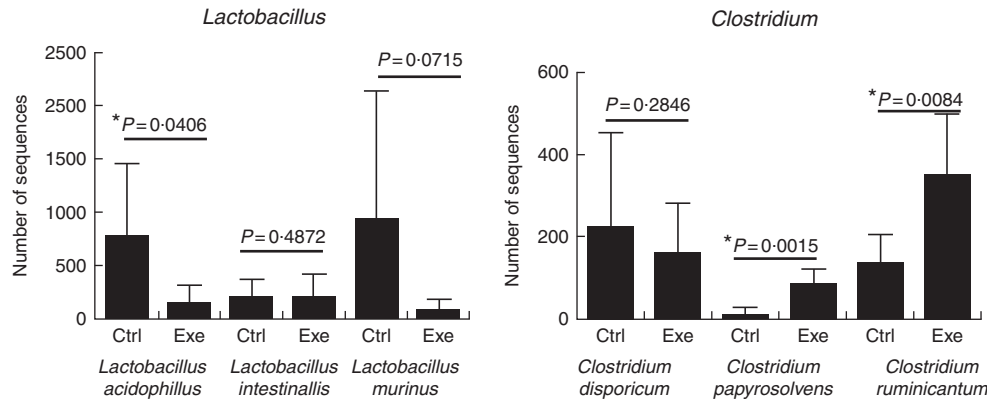 Lactobacillus
Number of sequences
2500
2500
1500
1000
500
0
*P=0·0406
P=0·4872
P=0·0715
Ctrl Exe Ctrl Exe Ctrl Exe
Lactobacillus Lactobacillus Lactobacillus
acidophillus intestinallis murinus
Clostridium
Number of sequences
600
400
200
0
P=0·2846
*P=0·0015
*P=0·0084
Ctrl Exe Ctrl Exe Ctrl Exe
Clostridium Clostridium Clostridium
disporicum papyrosolvens ruminicantum